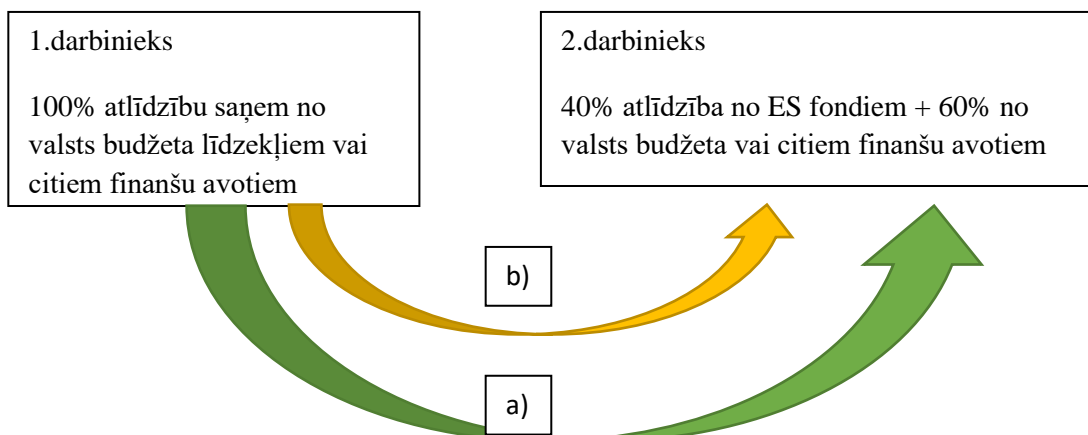 1.darbinieks
100% atlīdzību saņem no
valsts budžeta līdzekļiem vai
citiem finanšu avotiem
2.darbinieks
40% atlīdzība no ES fondiem + 60% no
valsts budžeta vai citiem finanšu avotiem
b)
a)